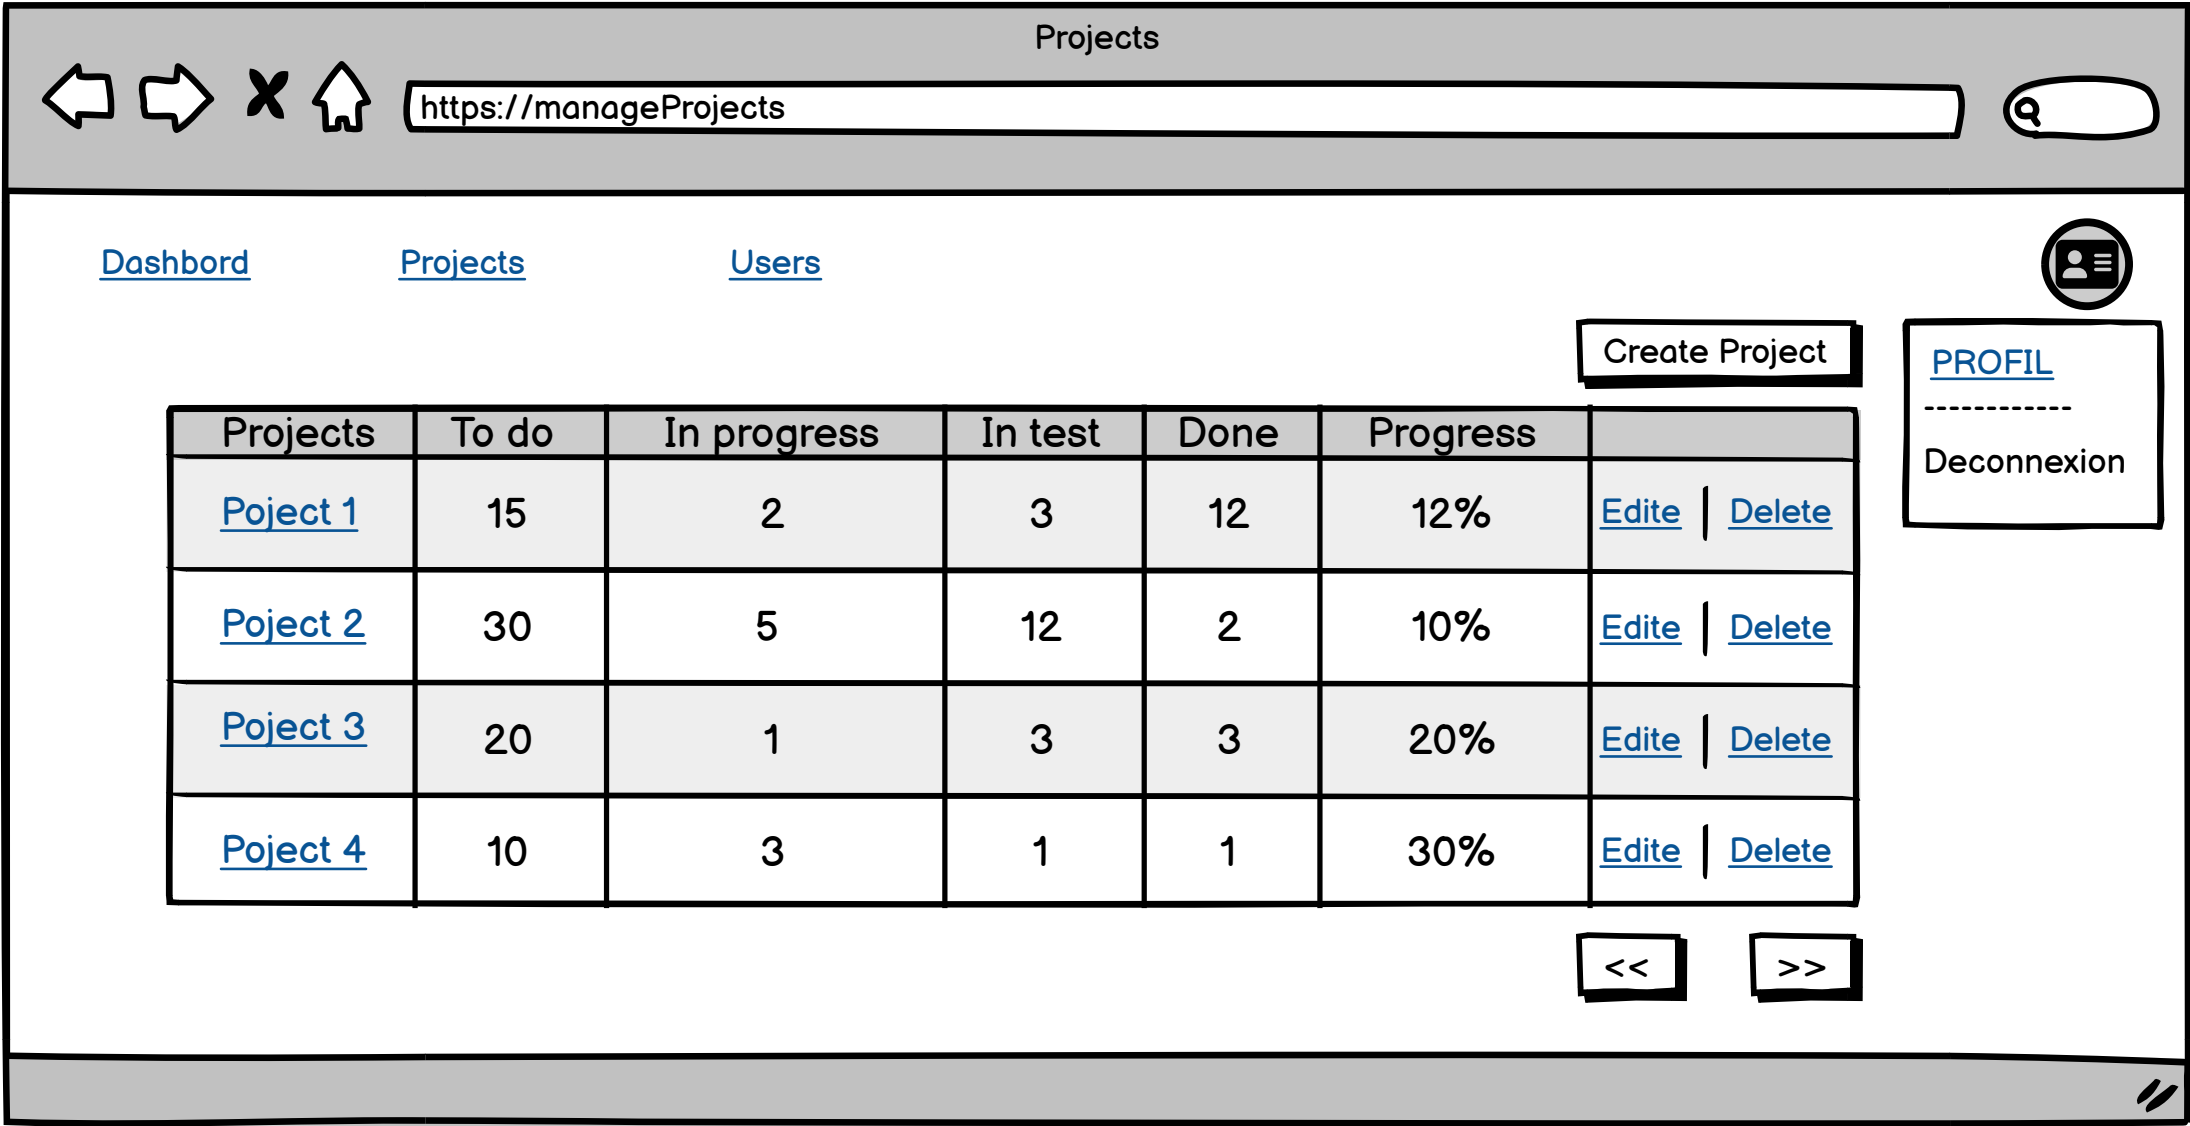 Projects
https://manageProjects
Dashbord Projects Users
Create Project
PROFIL
------------
Deconnexion
Projects To do In progress In test Done Progress
Poject 1 15 2 3 12 12% Edite | Delete
Poject 2 30 5 12 2 10% Edite | Delete
Poject 3 20 1 3 3 20% Edite | Delete
Poject 4 10 3 1 1 30% Edite | Delete
<< >>